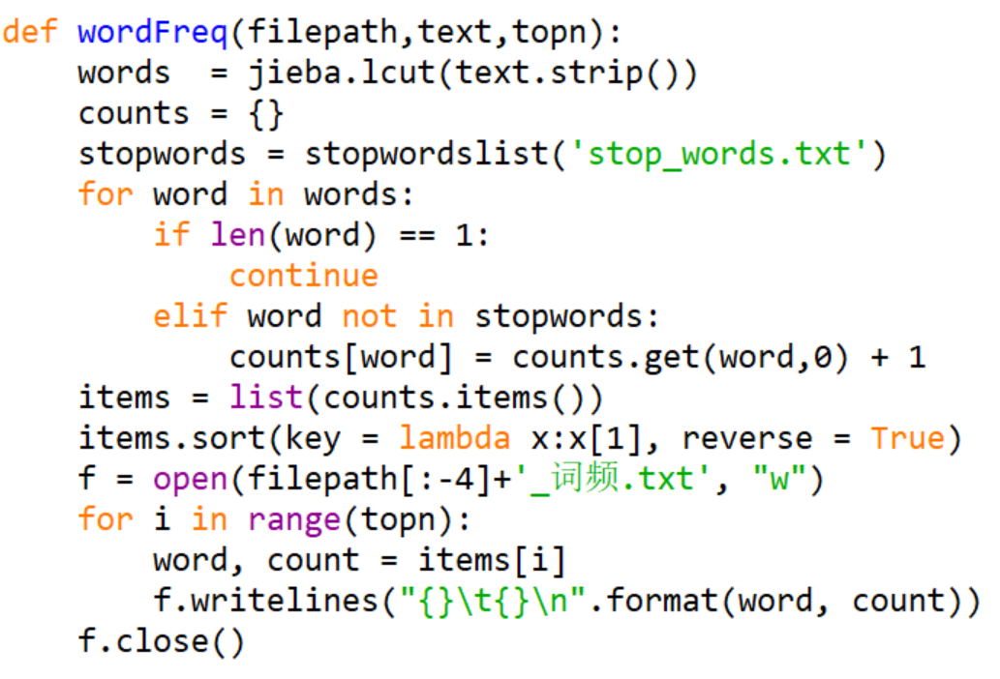 def wordFreq(filepath,text,topn):
    words  = jieba.lcut(text.strip())
    counts = {}
    stopwords = stopwordslist('stop_words.txt')
    for word in words:
        if len(word) == 1:
            continue
        elif word not in stopwords:
            counts[word] = counts.get(word,0) + 1
    items = list(counts.items())
    items.sort(key = lambda x:x[1], reverse = True)
    f = open(filepath[:-4]+'_词频.txt', "w")
    for i in range(topn):
        word, count = items[i]
        f.writelines("{}\t{}\n".format(word, count))
    f.close()